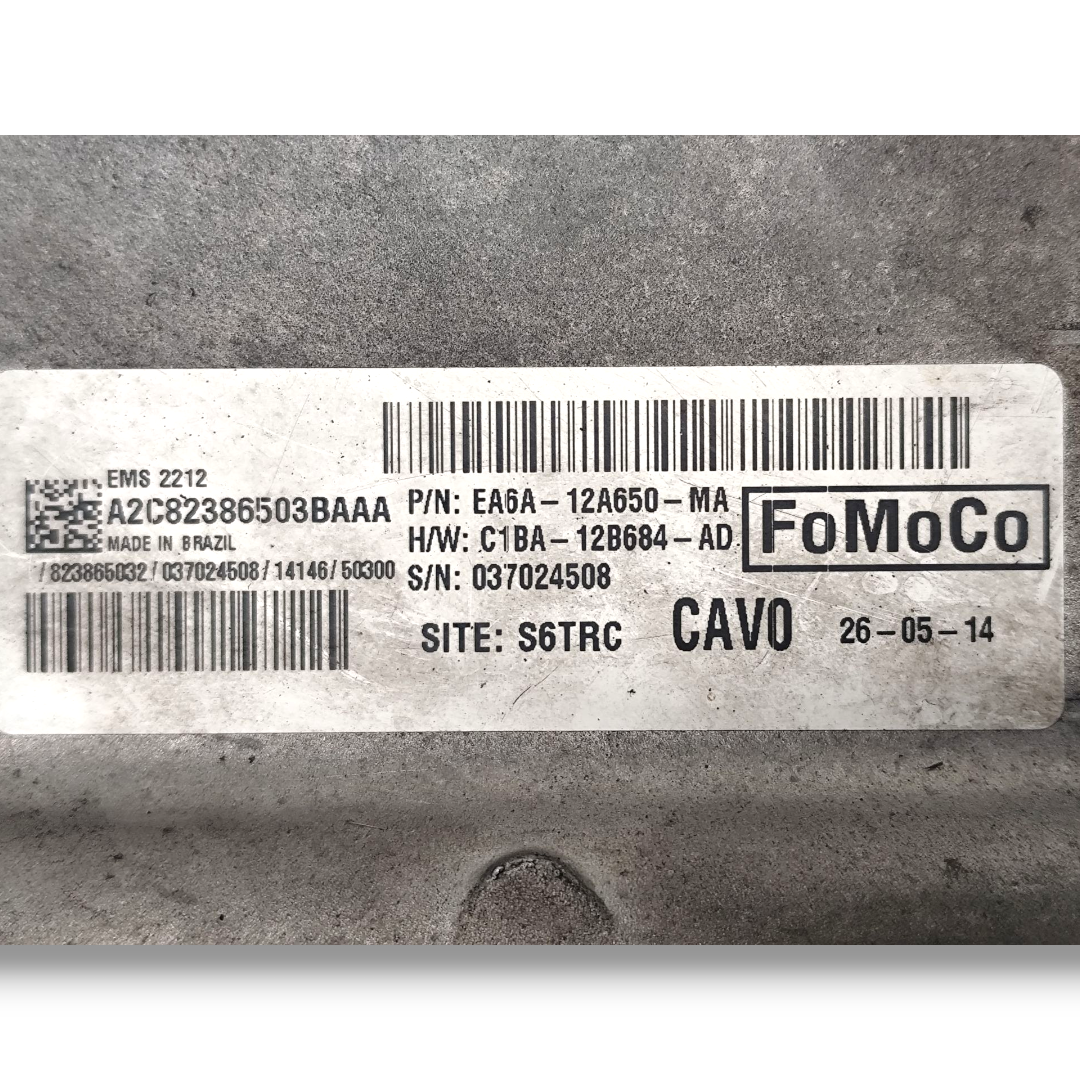 EMS 2212
A2C82386503BAAA
MADE IN BRAZIL
/823865032/037024508/14146/50300
P/N: EA6A-12A650-MA
H/W: C1BA-12B684-AD
S/N: 037024508
FoMoCo
SITE: S6TRC
CAV0
26-05-14